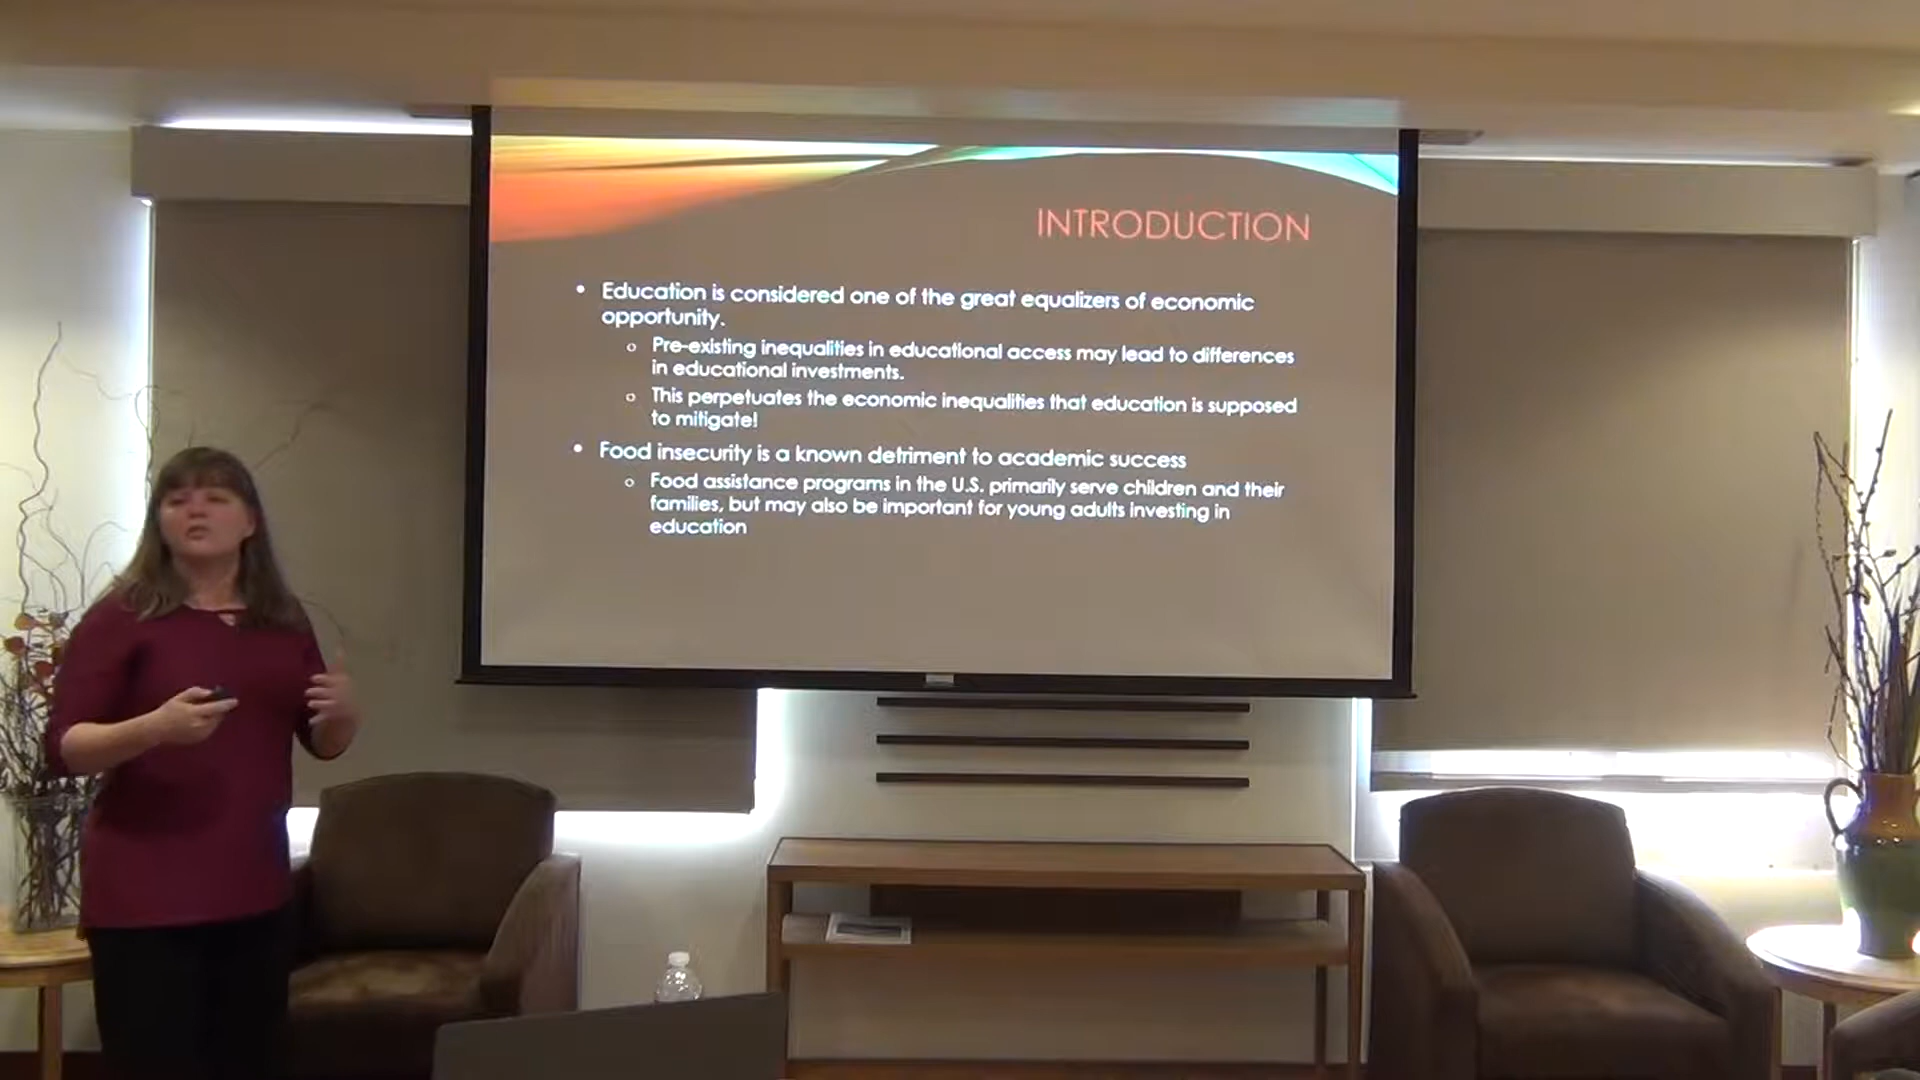 INTRODUCTION
• Education is considered one of the great equalizers of economic
opportunity.
o Pre-existing inequalities in educational access may lead to differences
in educational investments.
o This perpetuates the economic inequalities that education is supposed
to mitigate!
• Food insecurity is a known detriment to academic success
o Food assistance programs in the U.S. primarily serve children and their
families, but may also be important for young adults investing in
education